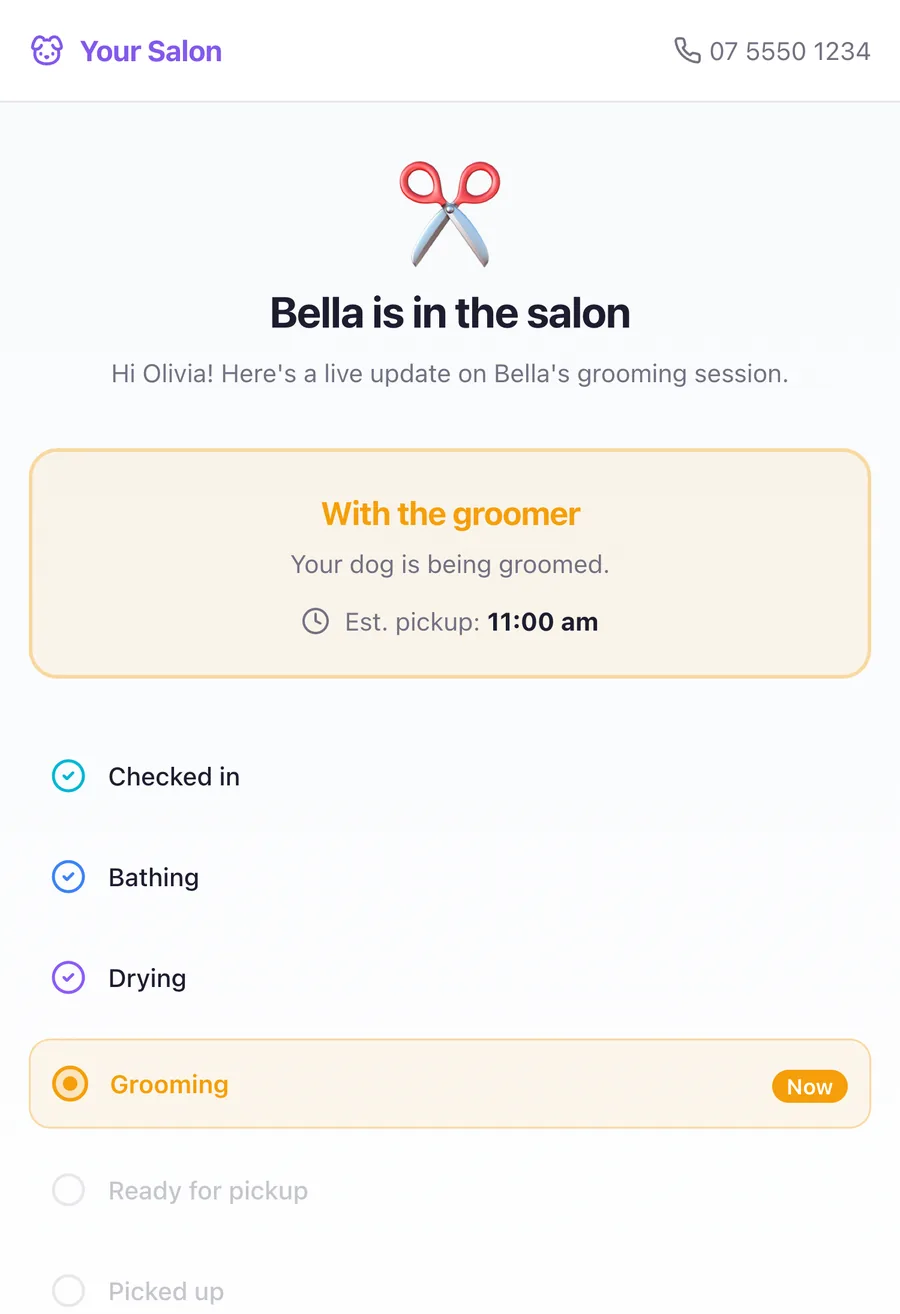 Your Salon
07 5550 1234
Bella is in the salon
Hi Olivia! Here's a live update on Bella's grooming session.
With the groomer
Your dog is being groomed.
Est. pickup: 11:00 am
Checked in
Bathing
Drying
Grooming
Now
Ready for pickup
Picked up